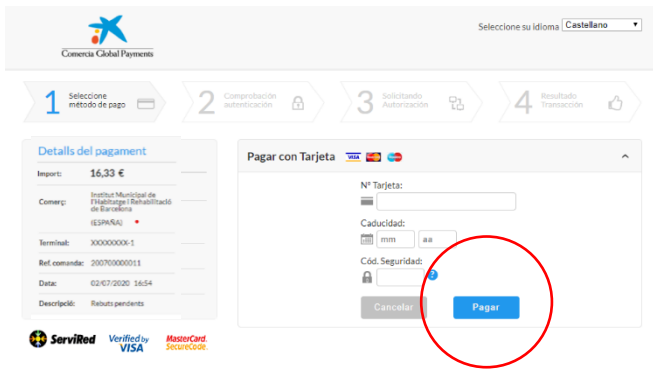 Seleccione su idioma Castellano
Comercia Global Payments
1 Seleccione
método de pago
2 Comprobación
autenticación
3 Solicitando
Autorización
4 Resultado
Transacción
Detalls del pagament
Import: 16,33 €
Comerç: Institut Municipal de
l'Habitatge i Rehabilitació
de Barcelona
(ESPAÑA)
Terminal: XXXXXXXX-1
Ref. comanda: 200700000011
Data: 02/07/2020 16:54
Descripció: Rebuts pendents
Pagar con Tarjeta VISA MasterCard Maestro
Nº Tarjeta:
Caducidad:
mm aa
Cód. Seguridad:
?
Cancelar Pagar
ServiRed Verified by VISA MasterCard. SecureCode.